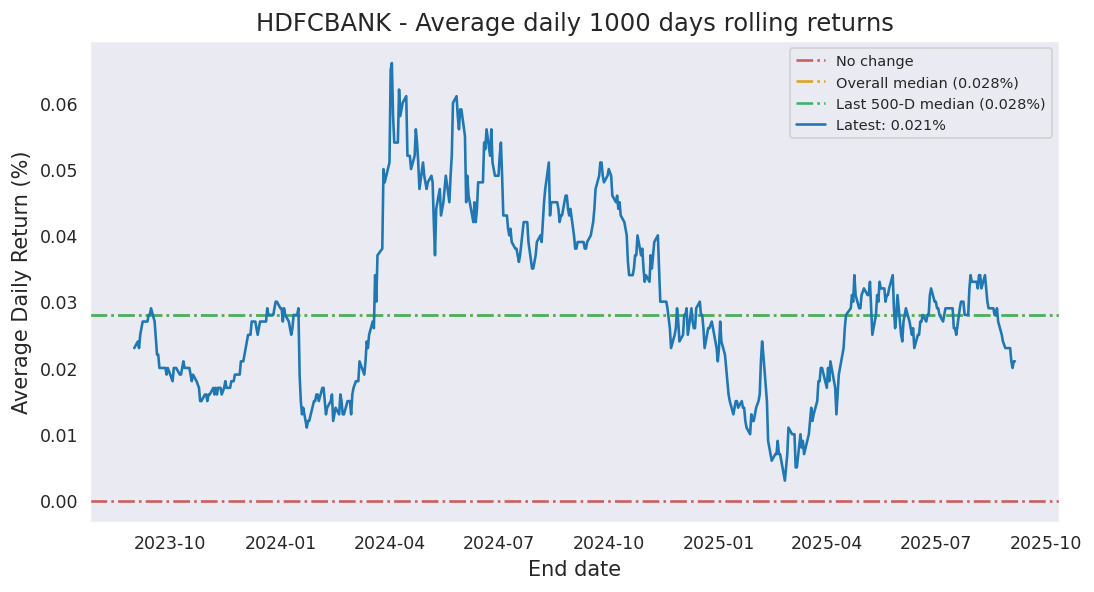 HDFCBANK - Average daily 1000 days rolling returns
No change
Overall median (0.028%)
Last 500-D median (0.028%)
Latest: 0.021%
Average Daily Return (%)
0.06
0.05
0.04
0.03
0.02
0.01
0.00
2023-10 2024-01 2024-04 2024-07 2024-10 2025-01 2025-04 2025-07 2025-10
End date